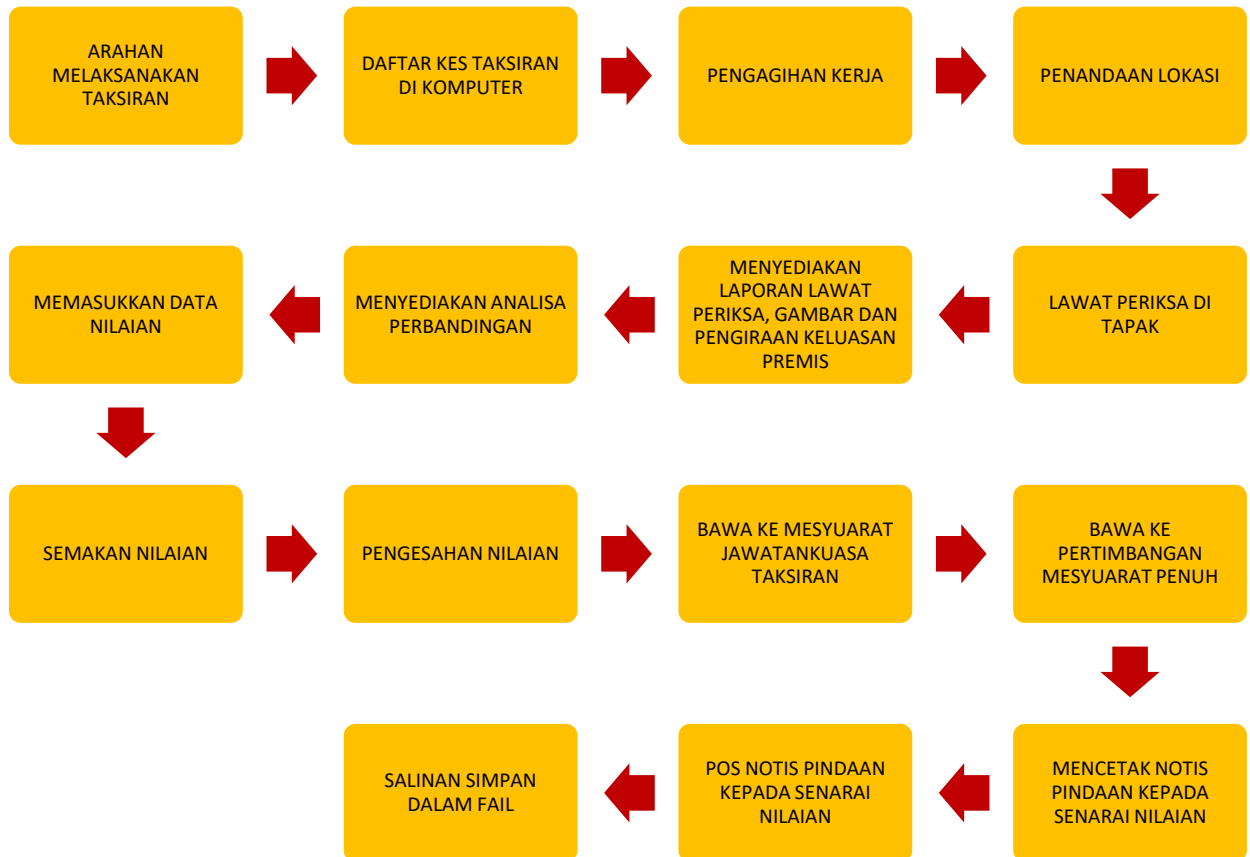 ARAHAN
MELAKSANAKAN
TAKSIRAN
DAFTAR KES TAKSIRAN
DI KOMPUTER
PENGAGIHAN KERJA
PENANDAAN LOKASI
LAWAT PERIKSA DI
TAPAK
MENYEDIAKAN
LAPORAN LAWAT
PERIKSA, GAMBAR DAN
PENGIRAAN KELUASAN
PREMIS
MENYEDIAKAN ANALISA
PERBANDINGAN
MEMASUKKAN DATA
NILAIAN
SEMAKAN NILAIAN
PENGESAHAN NILAIAN
BAWA KE MESYUARAT
JAWATANKUASA
TAKSIRAN
BAWA KE
PERTIMBANGAN
MESYUARAT PENUH
MENCETAK NOTIS
PINDAAN KEPADA
SENARAI NILAIAN
POS NOTIS PINDAAN
KEPADA SENARAI
NILAIAN
SALINAN SIMPAN
DALAM FAIL